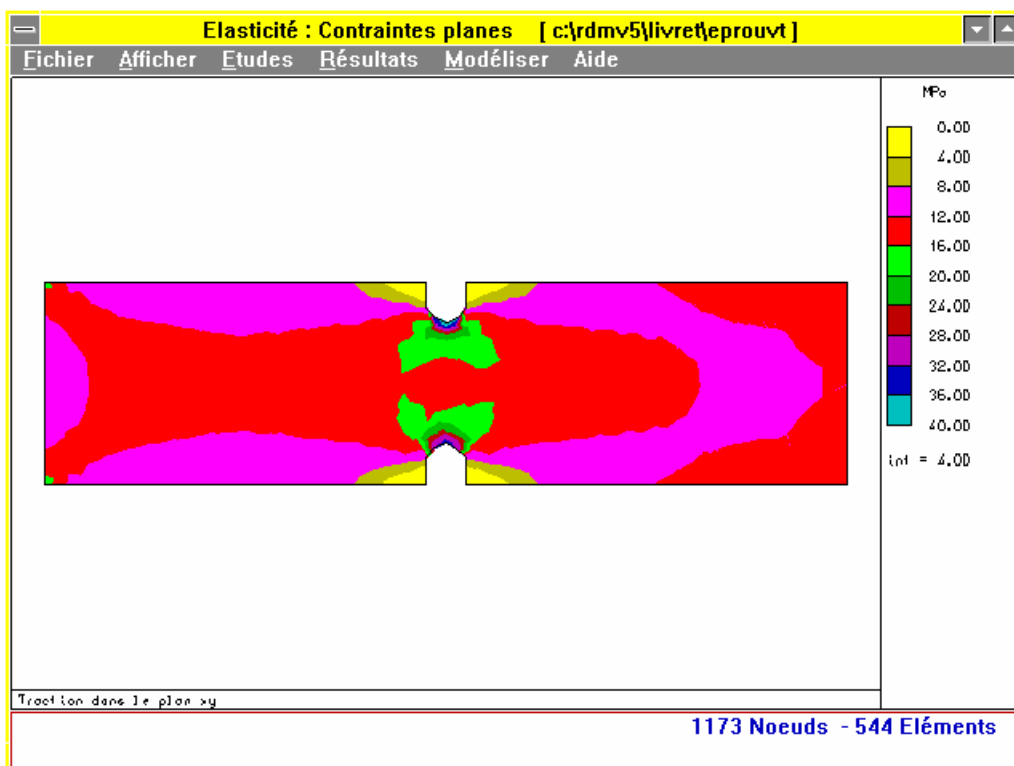 Elasticité : Contraintes planes [ c:\rdmv5\livret\eprouvt ]
Fichier Afficher Etudes Résultats Modéliser Aide
MPa
0.00
4.00
8.00
12.00
16.00
20.00
24.00
28.00
32.00
36.00
40.00
int = 4.00
Traction dans le plan xy
1173 Noeuds - 544 Eléments